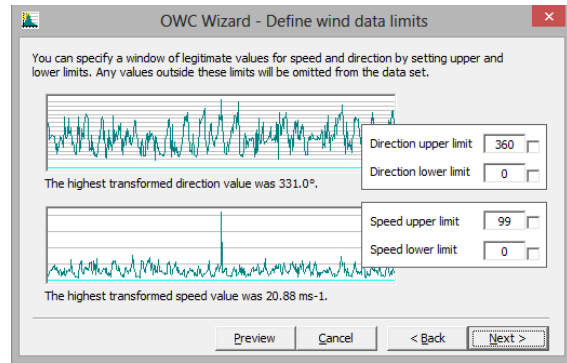 OWC Wizard - Define wind data limits
You can specify a window of legitimate values for speed and direction by setting upper and
lower limits. Any values outside these limits will be omitted from the data set.
Direction upper limit 360
Direction lower limit 0
The highest transformed direction value was 331.0°.
Speed upper limit 99
Speed lower limit 0
The highest transformed speed value was 20.88 ms-1.
Preview Cancel < Back Next >